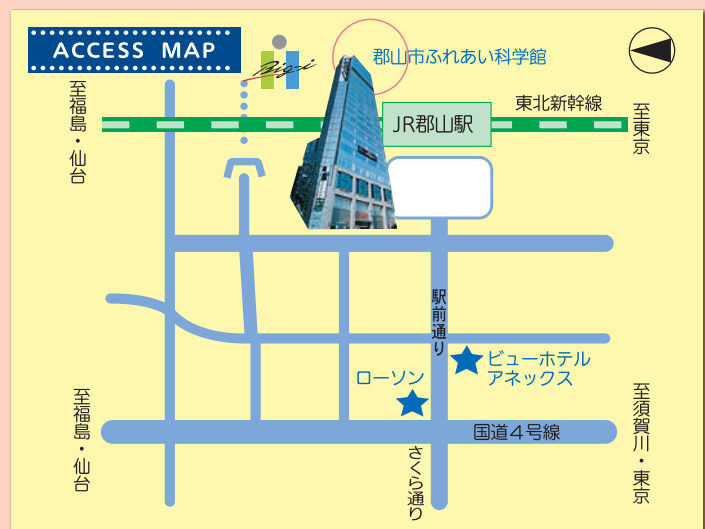 ACCESS MAP
Bigi
郡山市ふれあい科学館
東北新幹線
JR郡山駅
至福島・仙台
至東京
駅前通り
ビューホテル
アネックス
ローソン
国道4号線
至福島・仙台
至須賀川・東京
さくら通り